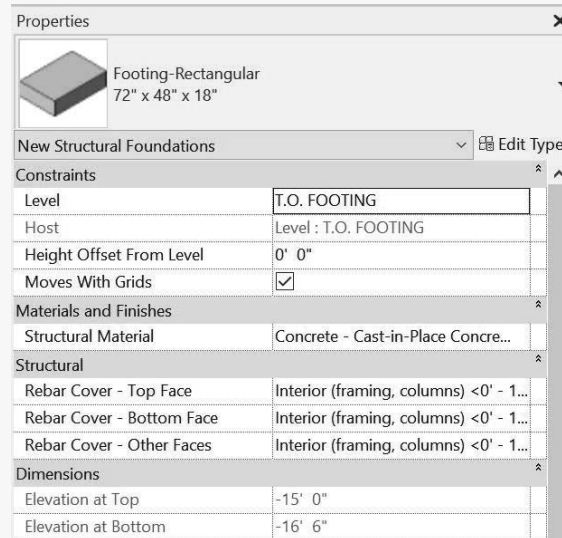 Properties
Footing-Rectangular
72" x 48" x 18"
New Structural Foundations Edit Type
Constraints
Level T.O. FOOTING
Host Level : T.O. FOOTING
Height Offset From Level 0' 0"
Moves With Grids
Materials and Finishes
Structural Material Concrete - Cast-in-Place Concre...
Structural
Rebar Cover - Top Face Interior (framing, columns) <0' - 1...
Rebar Cover - Bottom Face Interior (framing, columns) <0' - 1...
Rebar Cover - Other Faces Interior (framing, columns) <0' - 1...
Dimensions
Elevation at Top -15' 0"
Elevation at Bottom -16' 6"